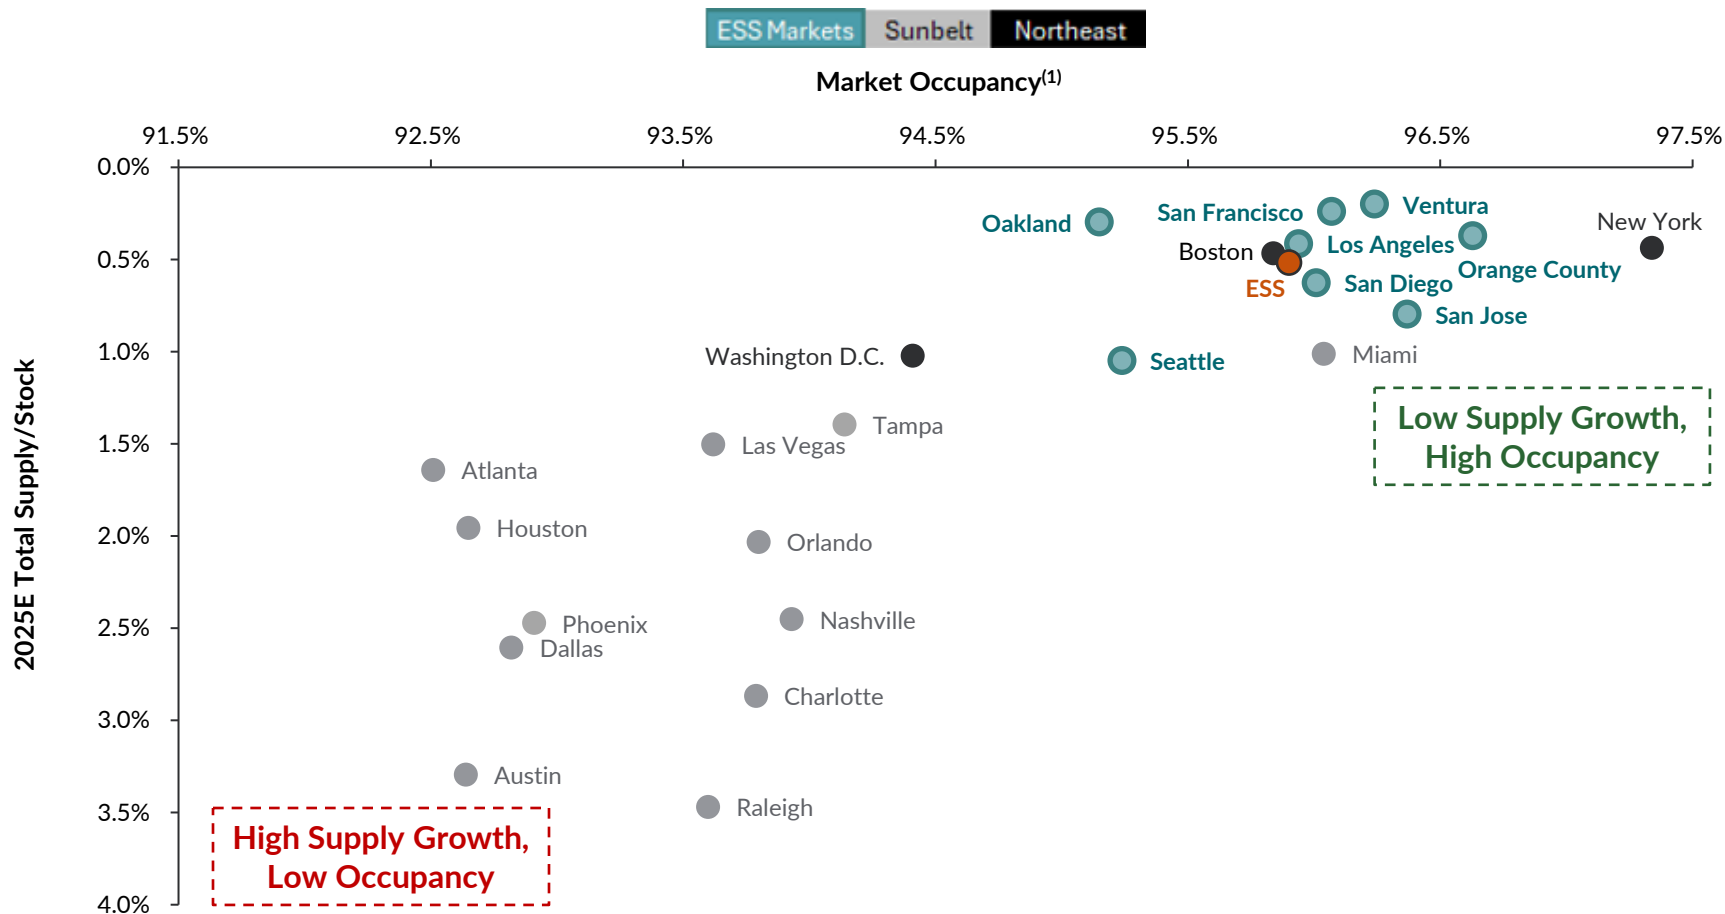 ESS Markets Sunbelt Northeast
Market Occupancy(1)
91.5% 92.5% 93.5% 94.5% 95.5% 96.5% 97.5%
0.0%
0.5%
1.0%
1.5%
2.0%
2.5%
3.0%
3.5%
4.0%
2025E Total Supply/Stock
Oakland
San Francisco
Ventura
New York
Boston
Los Angeles
Orange County
ESS
San Diego
San Jose
Washington D.C.
Seattle
Miami
Low Supply Growth,
High Occupancy
Tampa
Las Vegas
Atlanta
Houston
Orlando
Phoenix
Nashville
Dallas
Charlotte
Austin
Raleigh
High Supply Growth,
Low Occupancy